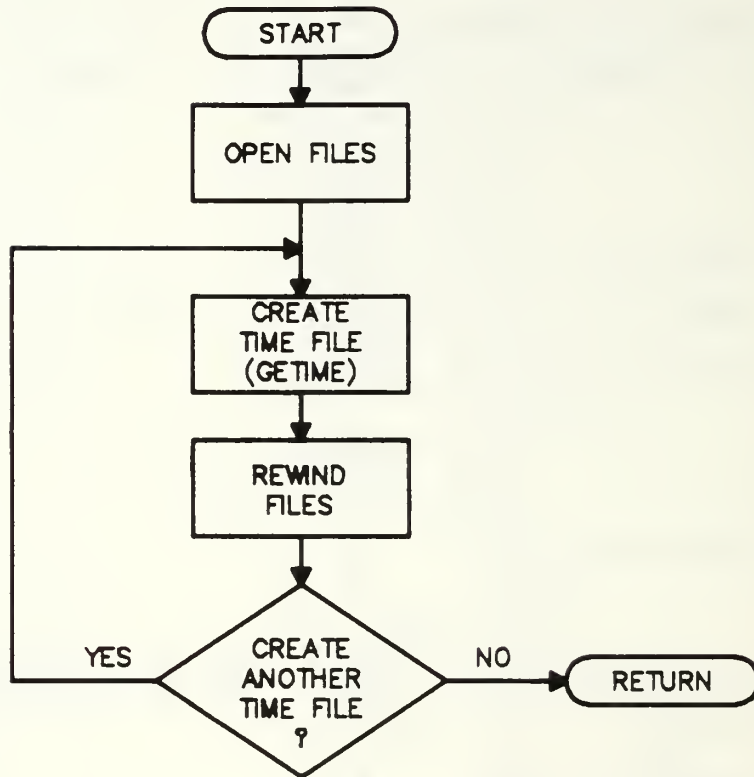 START
OPEN FILES
CREATE
TIME FILE
(GETIME)
REWIND
FILES
YES
CREATE
ANOTHER
TIME FILE
?
NO
RETURN